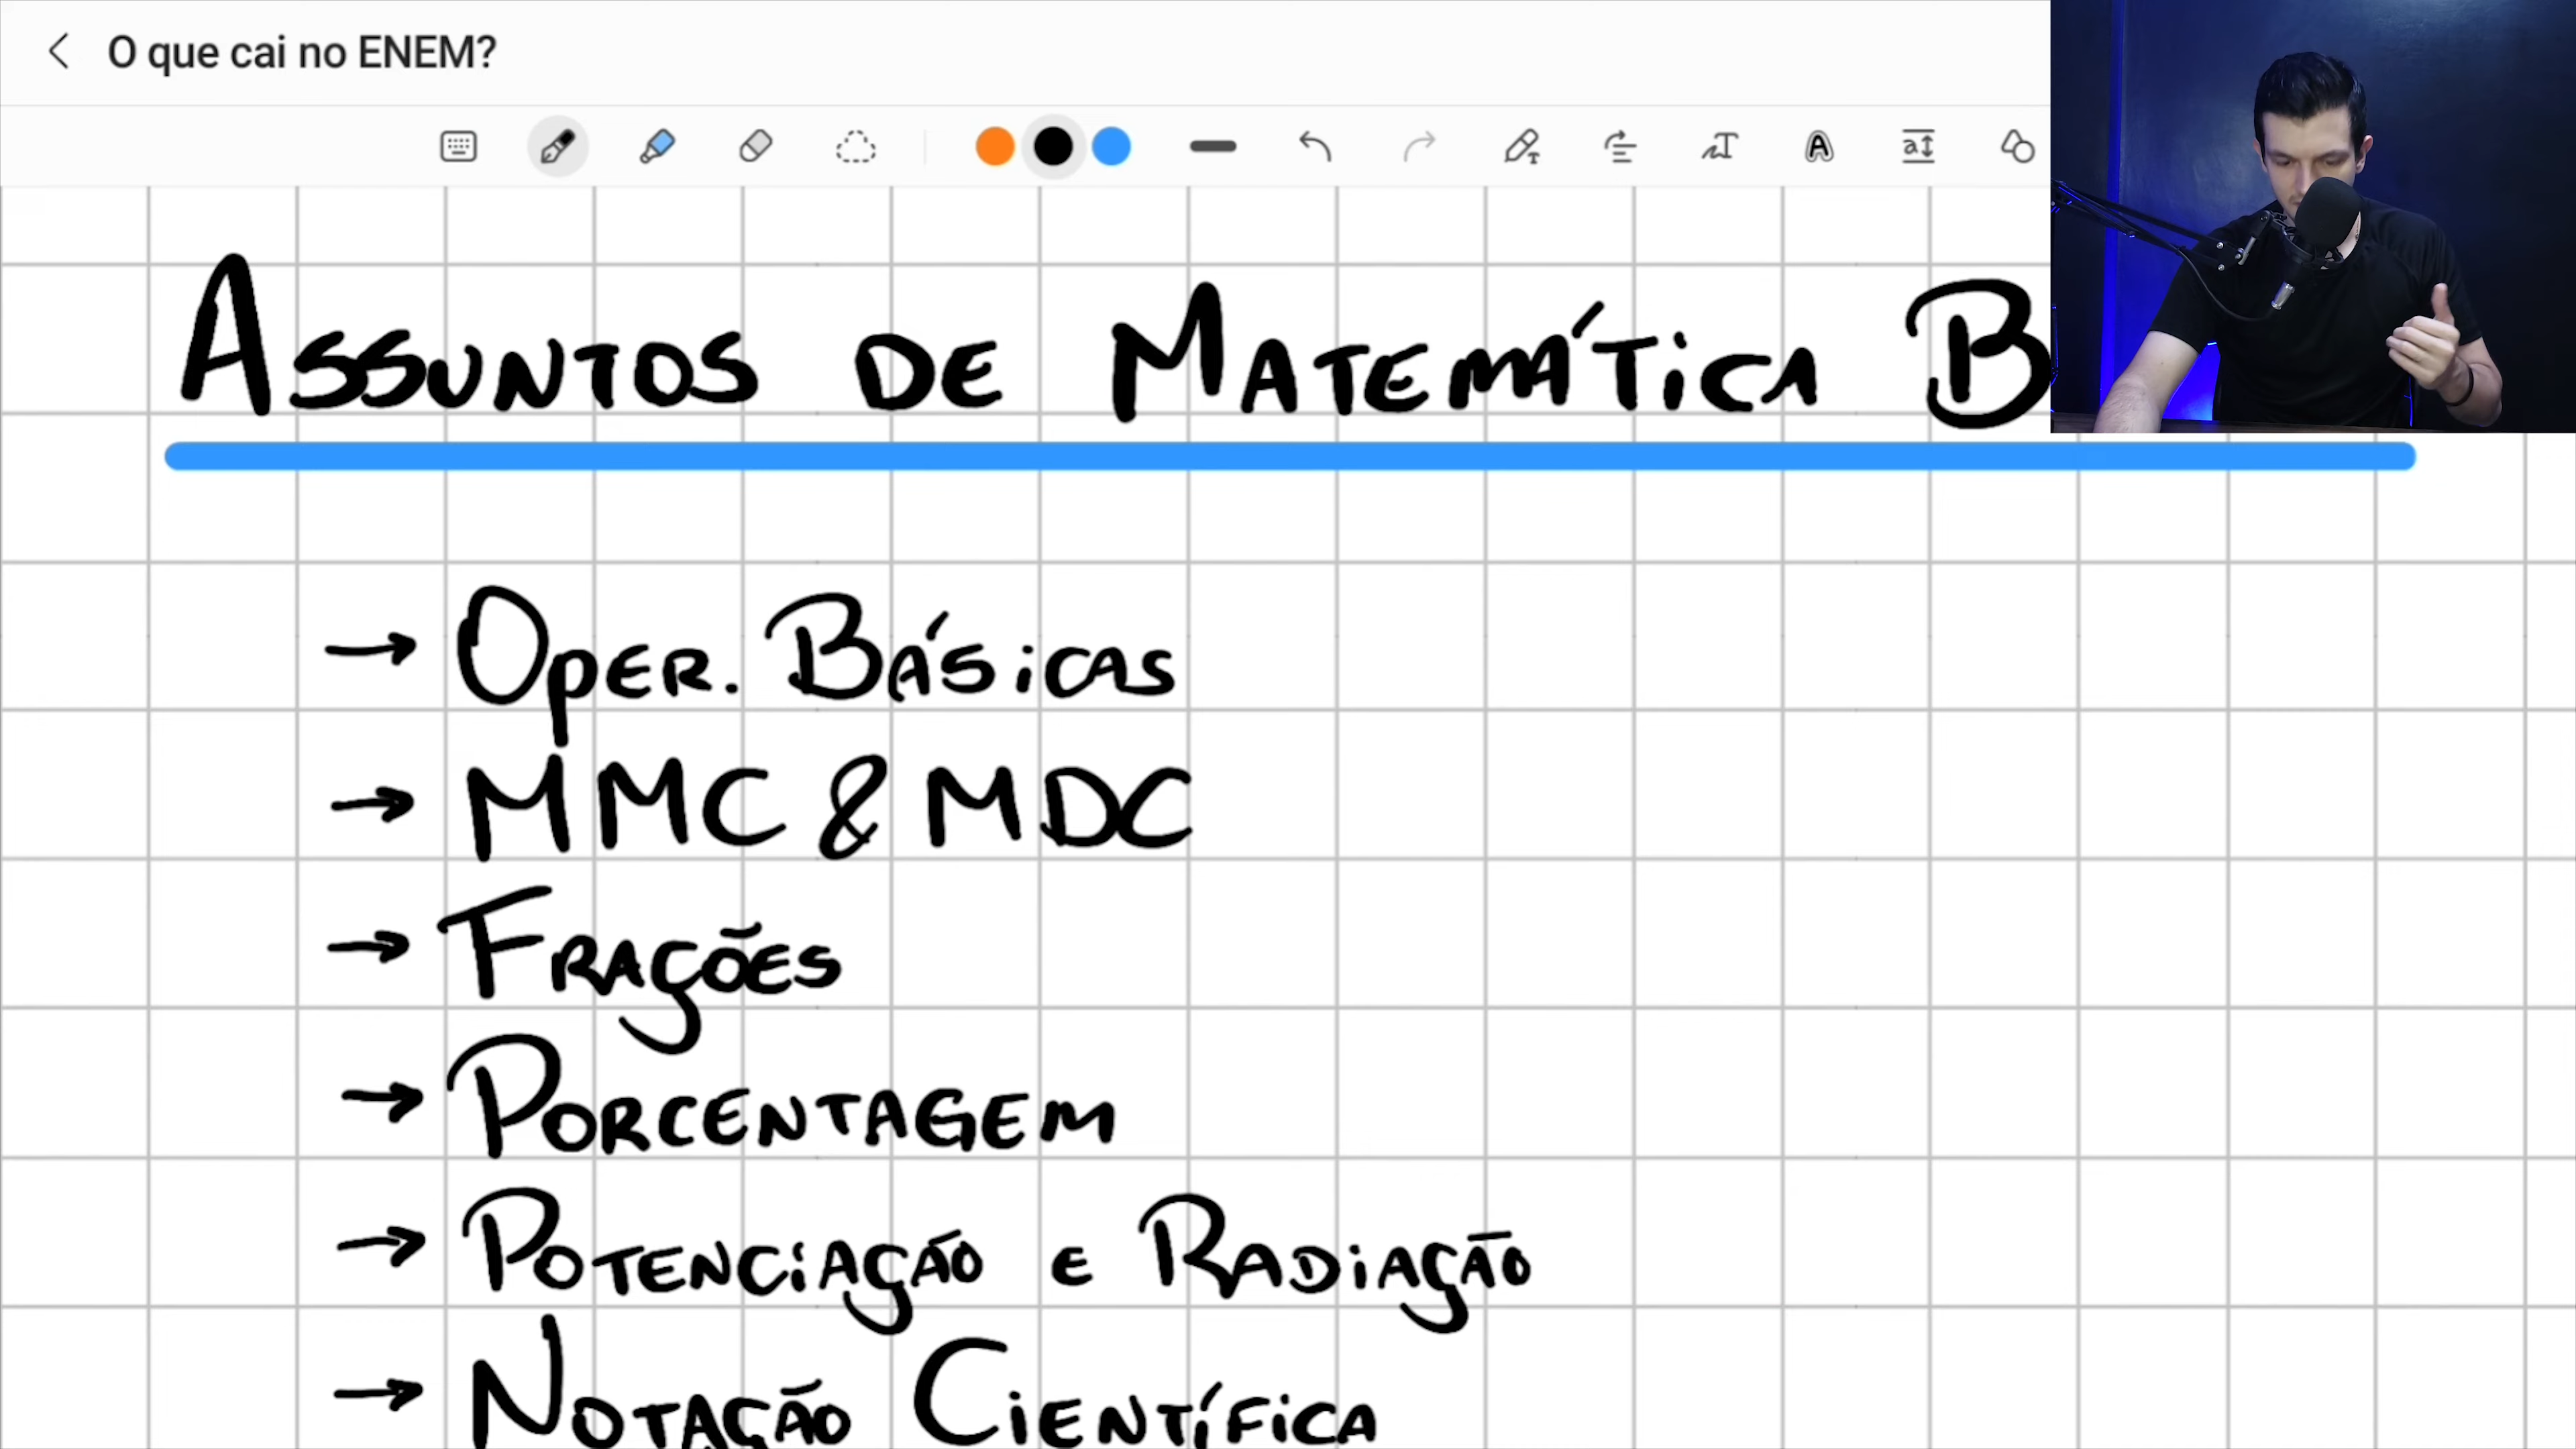 O que cai no ENEM?
Assuntos de Matemática B
→ Oper. Básicas
→ MMC & MDC
→ Frações
→ Porcentagem
→ Potenciação e Radiação
→ Notação Científica